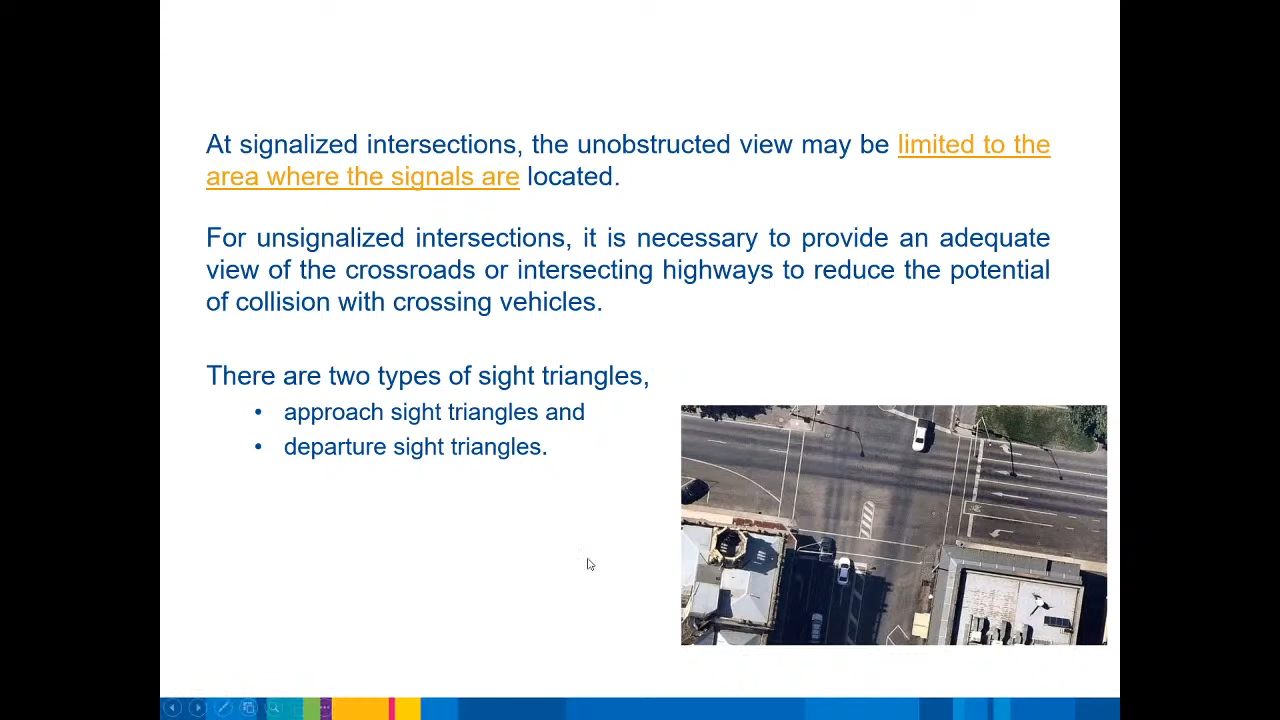 At signalized intersections, the unobstructed view may be limited to the
area where the signals are located.
For unsignalized intersections, it is necessary to provide an adequate
view of the crossroads or intersecting highways to reduce the potential
of collision with crossing vehicles.
There are two types of sight triangles,
• approach sight triangles and
• departure sight triangles.